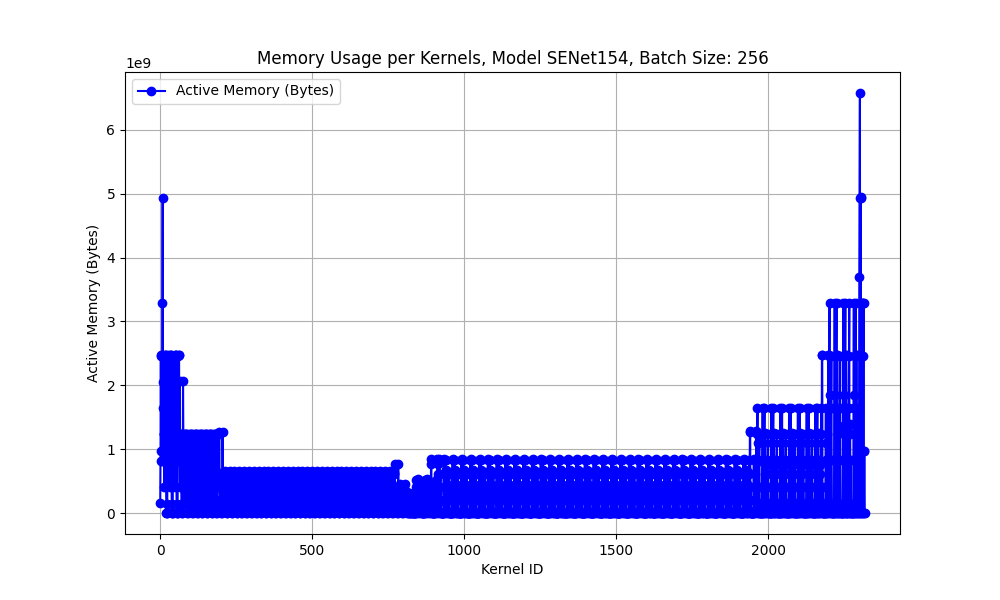 Memory Usage per Kernels, Model SENet154, Batch Size: 256
1e9
Active Memory (Bytes)
6
5
4
3
2
1
0
Active Memory (Bytes)
0 500 1000 1500 2000
Kernel ID